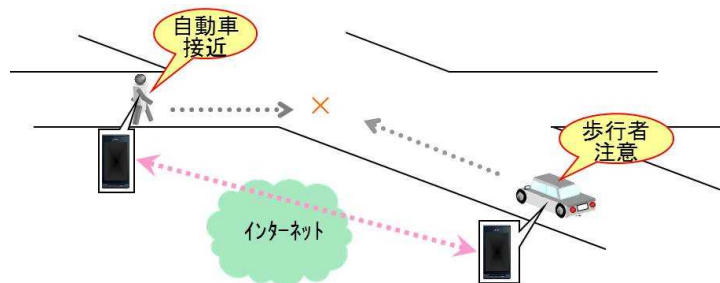 自動車
接近
歩行者
注意
インターネット